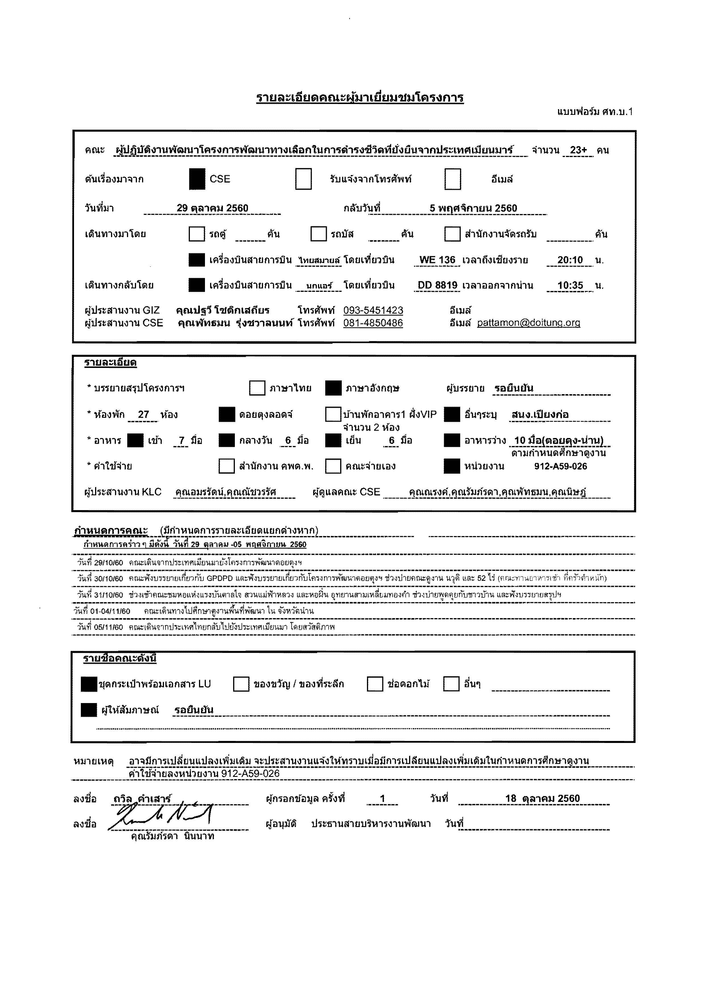 รายละเอียดคณะผู้มาเยี่ยมชมโครงการ
แบบฟอร์ม ศท.บ.1
คณะ ผู้ปฏิบัติงานพัฒนาโครงการพัฒนาทางเลือกในการดำรงชีวิตที่ยั่งยืนจากประเทศเมียนมาร์ จำนวน 23+ คน
ต้นเรื่องมาจาก CSE รับแจ้งจากโทรศัพท์ อีเมล์
วันที่มา 29 ตุลาคม 2560 กลับวันที่ 5 พฤศจิกายน 2560
เดินทางมาโดย รถตู้ คัน รถบัส คัน สำนักงานจัดรถรับ คัน
เครื่องบินสายการบิน ไทยสมายล์ โดยเที่ยวบิน WE 136 เวลาถึงเชียงราย 20:10 น.
เดินทางกลับโดย เครื่องบินสายการบิน นกแอร์ โดยเที่ยวบิน DD 8819 เวลาออกจากน่าน 10:35 น.
ผู้ประสานงาน GIZ คุณปฐวี โชติกเสถียร โทรศัพท์ 093-5451423 อีเมล์
ผู้ประสานงาน CSE คุณพัทธมน รุ่งชวาลนนท์ โทรศัพท์ 081-4850486 อีเมล์ pattamon@doitung.org
รายละเอียด
* บรรยายสรุปโครงการฯ ภาษาไทย ภาษาอังกฤษ ผู้บรรยาย รอยืนยัน
* ห้องพัก 27 ห้อง ดอยตุงลอดจ์ บ้านพักอาคาร1 ฝั่งVIP อื่นๆระบุ สนง.เปียงก่อ
จำนวน 2 ห้อง
* อาหาร เช้า 7 มื่อ กลางวัน 6 มื่อ เย็น 6 มื่อ อาหารว่าง 10 มื่อ(ดอยตุง-น่าน)
ตามกำหนดศึกษาดูงาน
* ค่าใช้จ่าย สำนักงาน คพด.พ. คณะจ่ายเอง หน่วยงาน 912-A59-026
ผู้ประสานงาน KLC คุณอมรรัตน์,คุณณัชวรรัศ ผู้ดูแลคณะ CSE คุณณรงค์,คุณรัมภ์รดา,คุณพัทธมน,คุณนิษฎ์
กำหนดการคณะ (มีกำหนดการรายละเอียดแยกต่างหาก)
กำหนดการคร่าว ๆ มีดังนี้ วันที่ 29 ตุลาคม -05 พฤศจิกายน 2560
วันที่ 29/10/60 คณะเดินจากประเทศเมียนมายังโครงการพัฒนาดอยตุงฯ
วันที่ 30/10/60 คณะฟังบรรยายเกี่ยวกับ GPDPD และฟังบรรยายเกี่ยวกับโครงการพัฒนาดอยตุงฯ ช่วงบ่ายคณะดูงาน นวุติ และ 52 ไร่ (คณะทานอาหารเช้า ที่ครัวตำหนัก)
วันที่ 31/10/60 ช่วงเช้าคณะชมหอแห่งแรงบันดาลใจ สวนแม่ฟ้าหลวง และหอฝิ่น อุทยานสามเหลี่ยมทองคำ ช่วงบ่ายพูดคุยกับชาวบ้าน และฟังบรรยายสรุปฯ
วันที่ 01-04/11/60 คณะเดินทางไปศึกษาดูงานพื้นที่พัฒนา ใน จังหวัดน่าน
วันที่ 05/11/60 คณะเดินจากประเทศไทยกลับไปยังประเทศเมียนมา โดยสวัสดิภาพ
รายชื่อคณะดังนี้
ชุดกระเป๋าพร้อมเอกสาร LU ของขวัญ / ของที่ระลึก ช่อดอกไม้ อื่นๆ
ผู้ให้สัมภาษณ์ รอยืนยัน
หมายเหตุ อาจมีการเปลี่ยนแปลงเพิ่มเติม จะประสานงานแจ้งให้ทราบเมื่อมีการเปลี่ยนแปลงเพิ่มเติมในกำหนดการศึกษาดูงาน
ค่าใช้จ่ายลงหน่วยงาน 912-A59-026
ลงชื่อ ถวิล คำเสาร์ ผู้กรอกข้อมูล ครั้งที่ 1 วันที่ 18 ตุลาคม 2560
ลงชื่อ ผู้อนุมัติ ประธานสายบริหารงานพัฒนา วันที่
คุณรัมภ์รดา นินนาท